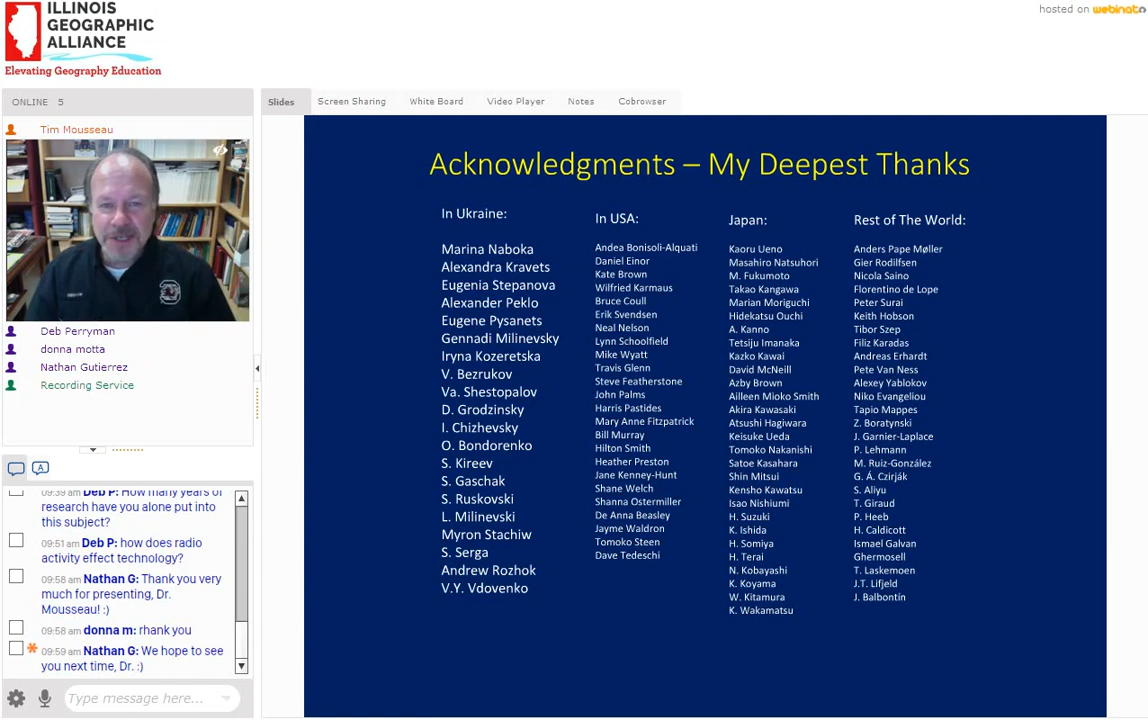 ILLINOIS
GEOGRAPHIC
ALLIANCE
Elevating Geography Education
hosted on webinato
ONLINE 5
Tim Mousseau
Deb Perryman
donna motta
Nathan Gutierrez
Recording Service
09:39 am Deb P: How many years of
research have you alone put into
this subject?
09:51 am Deb P: how does radio
activity effect technology?
09:58 am Nathan G: Thank you very
much for presenting, Dr.
Mousseau! :)
09:58 am donna m: rhank you
09:59 am Nathan G: We hope to see
you next time, Dr. :)
Type message here...
Slides
Screen Sharing
White Board
Video Player
Notes
Cobrowser
Acknowledgments – My Deepest Thanks
In Ukraine:
Marina Naboka
Alexandra Kravets
Eugenia Stepanova
Alexander Peklo
Eugene Pysanets
Gennadi Milinevsky
Iryna Kozeretska
V. Bezrukov
Va. Shestopalov
D. Grodzinsky
I. Chizhevsky
O. Bondorenko
S. Kireev
S. Gaschak
S. Ruskovski
L. Milinevski
Myron Stachiw
S. Serga
Andrew Rozhok
V.Y. Vdovenko
In USA:
Andea Bonisoli-Alquati
Daniel Einor
Kate Brown
Wilfried Karmaus
Bruce Coull
Erik Svendsen
Neal Nelson
Lynn Schoolfield
Mike Wyatt
Travis Glenn
Steve Featherstone
John Palms
Harris Pastides
Mary Anne Fitzpatrick
Bill Murray
Hilton Smith
Heather Preston
Jane Kenney-Hunt
Shane Welch
Shanna Ostermiller
De Anna Beasley
Jayme Waldron
Tomoko Steen
Dave Tedeschi
Japan:
Kaoru Ueno
Masahiro Natsuhori
M. Fukumoto
Takao Kangawa
Marian Moriguchi
Hidekatsu Ouchi
A. Kanno
Tetsiju Imanaka
Kazko Kawai
David McNeill
Azby Brown
Ailleen Mioko Smith
Akira Kawasaki
Atsushi Hagiwara
Keisuke Ueda
Tomoko Nakanishi
Satoe Kasahara
Shin Mitsui
Kensho Kawatsu
Isao Nishiumi
H. Suzuki
K. Ishida
H. Somiya
H. Terai
N. Kobayashi
K. Koyama
W. Kitamura
K. Wakamatsu
Rest of The World:
Anders Pape Møller
Gier Rodilfsen
Nicola Saino
Florentino de Lope
Peter Surai
Keith Hobson
Tibor Szep
Filiz Karadas
Andreas Erhardt
Pete Van Ness
Alexey Yablokov
Niko Evangeliou
Tapio Mappes
Z. Boratynski
J. Garnier-Laplace
P. Lehmann
M. Ruiz-González
G. Á. Czirják
S. Aliyu
T. Giraud
P. Heeb
H. Caldicott
Ismael Galvan
Ghermosell
T. Laskemoen
J.T. Lifjeld
J. Balbontín